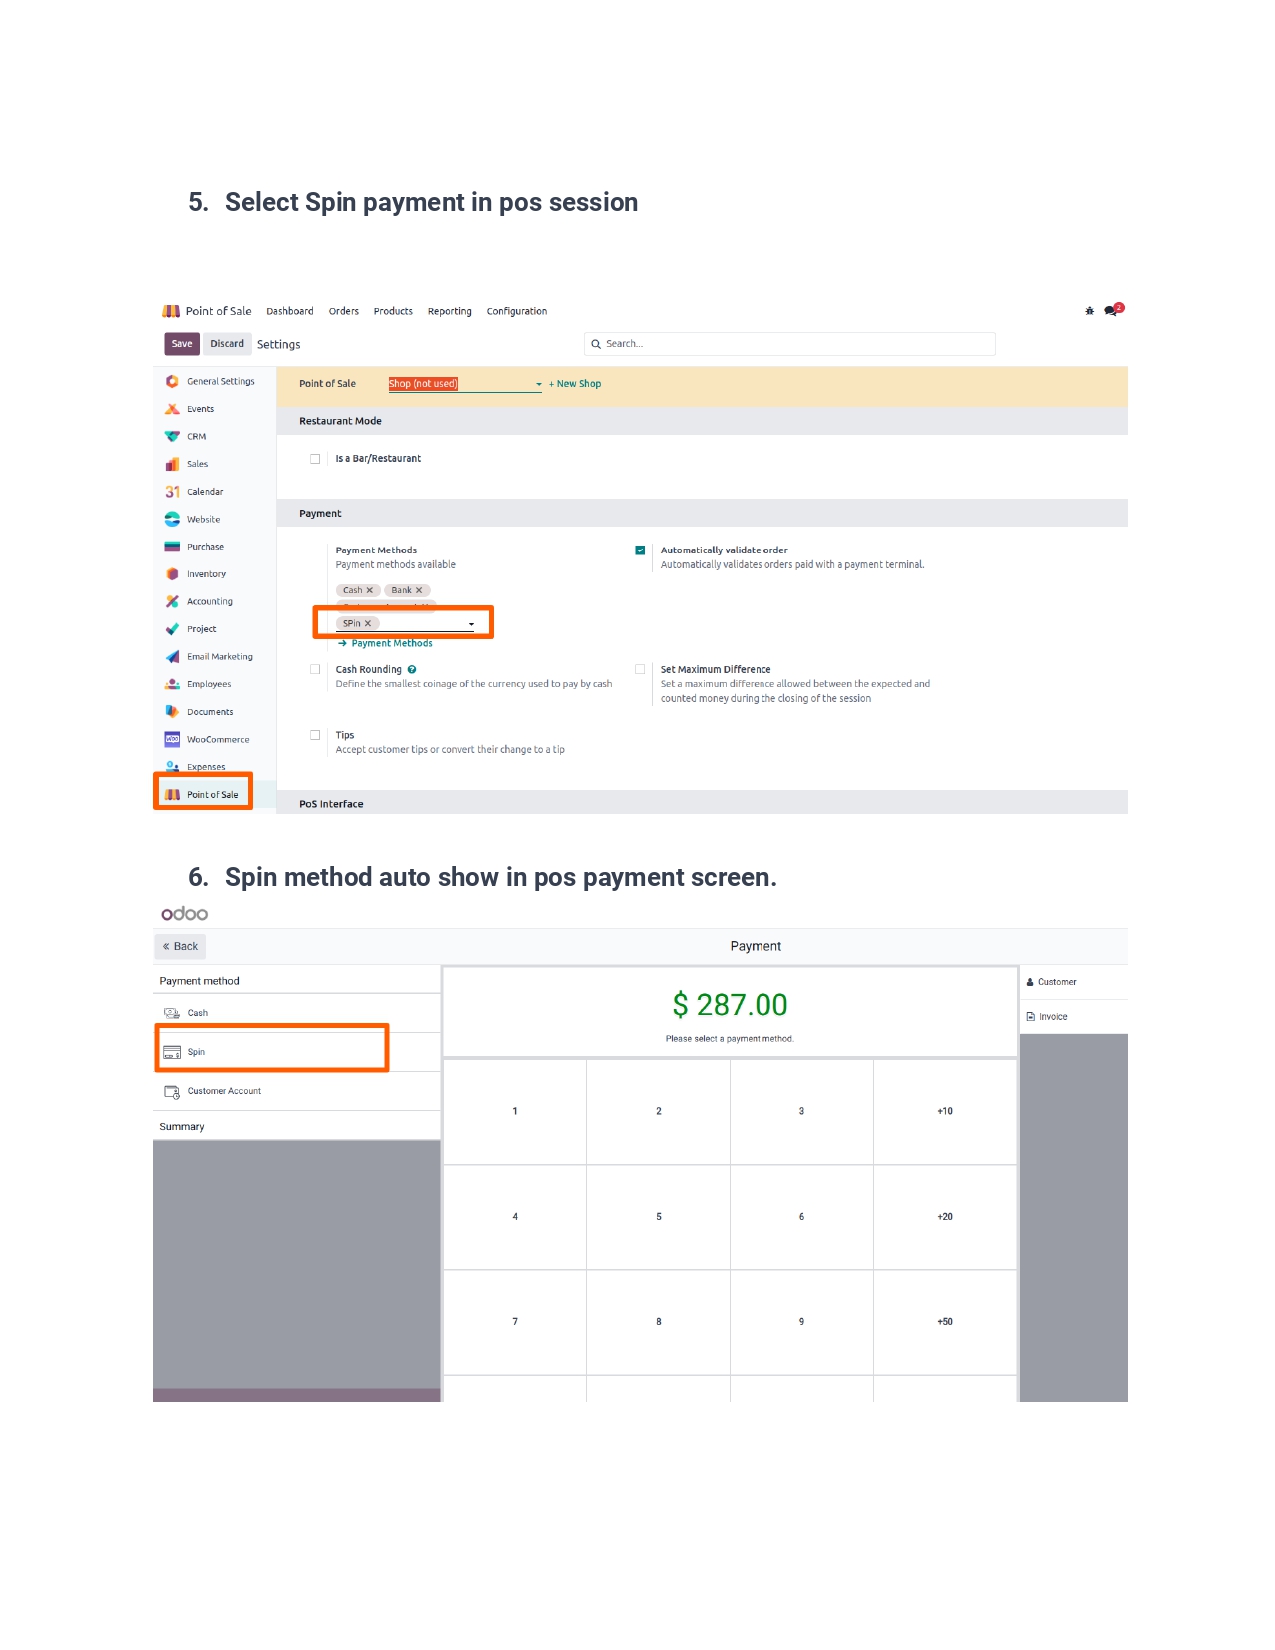 5. Select Spin payment in pos session
Point of Sale Dashboard Orders Products Reporting Configuration 2
Save Discard Settings Search...
General Settings
Events
CRM
Sales
31 Calendar
Website
Purchase
Inventory
Accounting
Project
Email Marketing
Employees
Documents
Woo WooCommerce
Expenses
Point of Sale
Point of Sale Shop (not used) + New Shop
Restaurant Mode
Is a Bar/Restaurant
Payment
Payment Methods
Payment methods available
Cash × Bank ×
SPin ×
→ Payment Methods
Automatically validate order
Automatically validates orders paid with a payment terminal.
Cash Rounding ?
Define the smallest coinage of the currency used to pay by cash
Set Maximum Difference
Set a maximum difference allowed between the expected and
counted money during the closing of the session
Tips
Accept customer tips or convert their change to a tip
PoS Interface
6. Spin method auto show in pos payment screen.
odoo
« Back Payment
Payment method
Cash
Spin
Customer Account
Summary
$ 287.00
Please select a payment method.
Customer
Invoice
1 2 3 +10
4 5 6 +20
7 8 9 +50